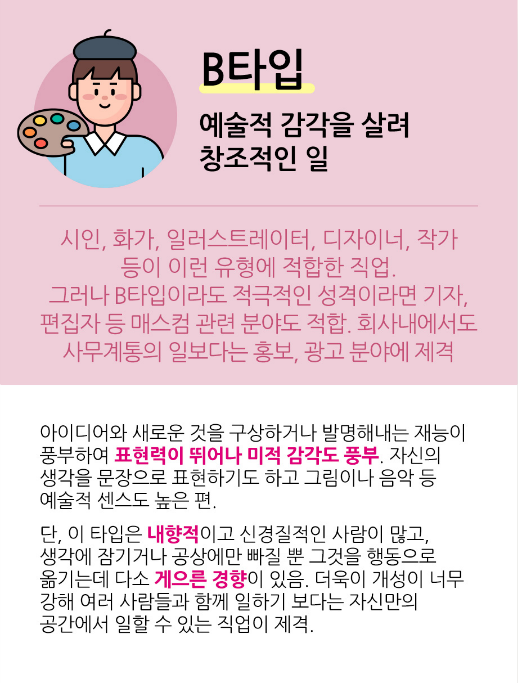 B타입
예술적 감각을 살려
창조적인 일
시인, 화가, 일러스트레이터, 디자이너, 작가
등이 이런 유형에 적합한 직업.
그러나 B타입이라도 적극적인 성격이라면 기자,
편집자 등 매스컴 관련 분야도 적합. 회사내에서도
사무계통의 일보다는 홍보, 광고 분야에 제격
아이디어와 새로운 것을 구상하거나 발명해내는 재능이
풍부하여 표현력이 뛰어나 미적 감각도 풍부. 자신의
생각을 문장으로 표현하기도 하고 그림이나 음악 등
예술적 센스도 높은 편.
단, 이 타입은 내향적이고 신경질적인 사람이 많고,
생각에 잠기거나 공상에만 빠질 뿐 그것을 행동으로
옮기는데 다소 게으른 경향이 있음. 더욱이 개성이 너무
강해 여러 사람들과 함께 일하기 보다는 자신만의
공간에서 일할 수 있는 직업이 제격.